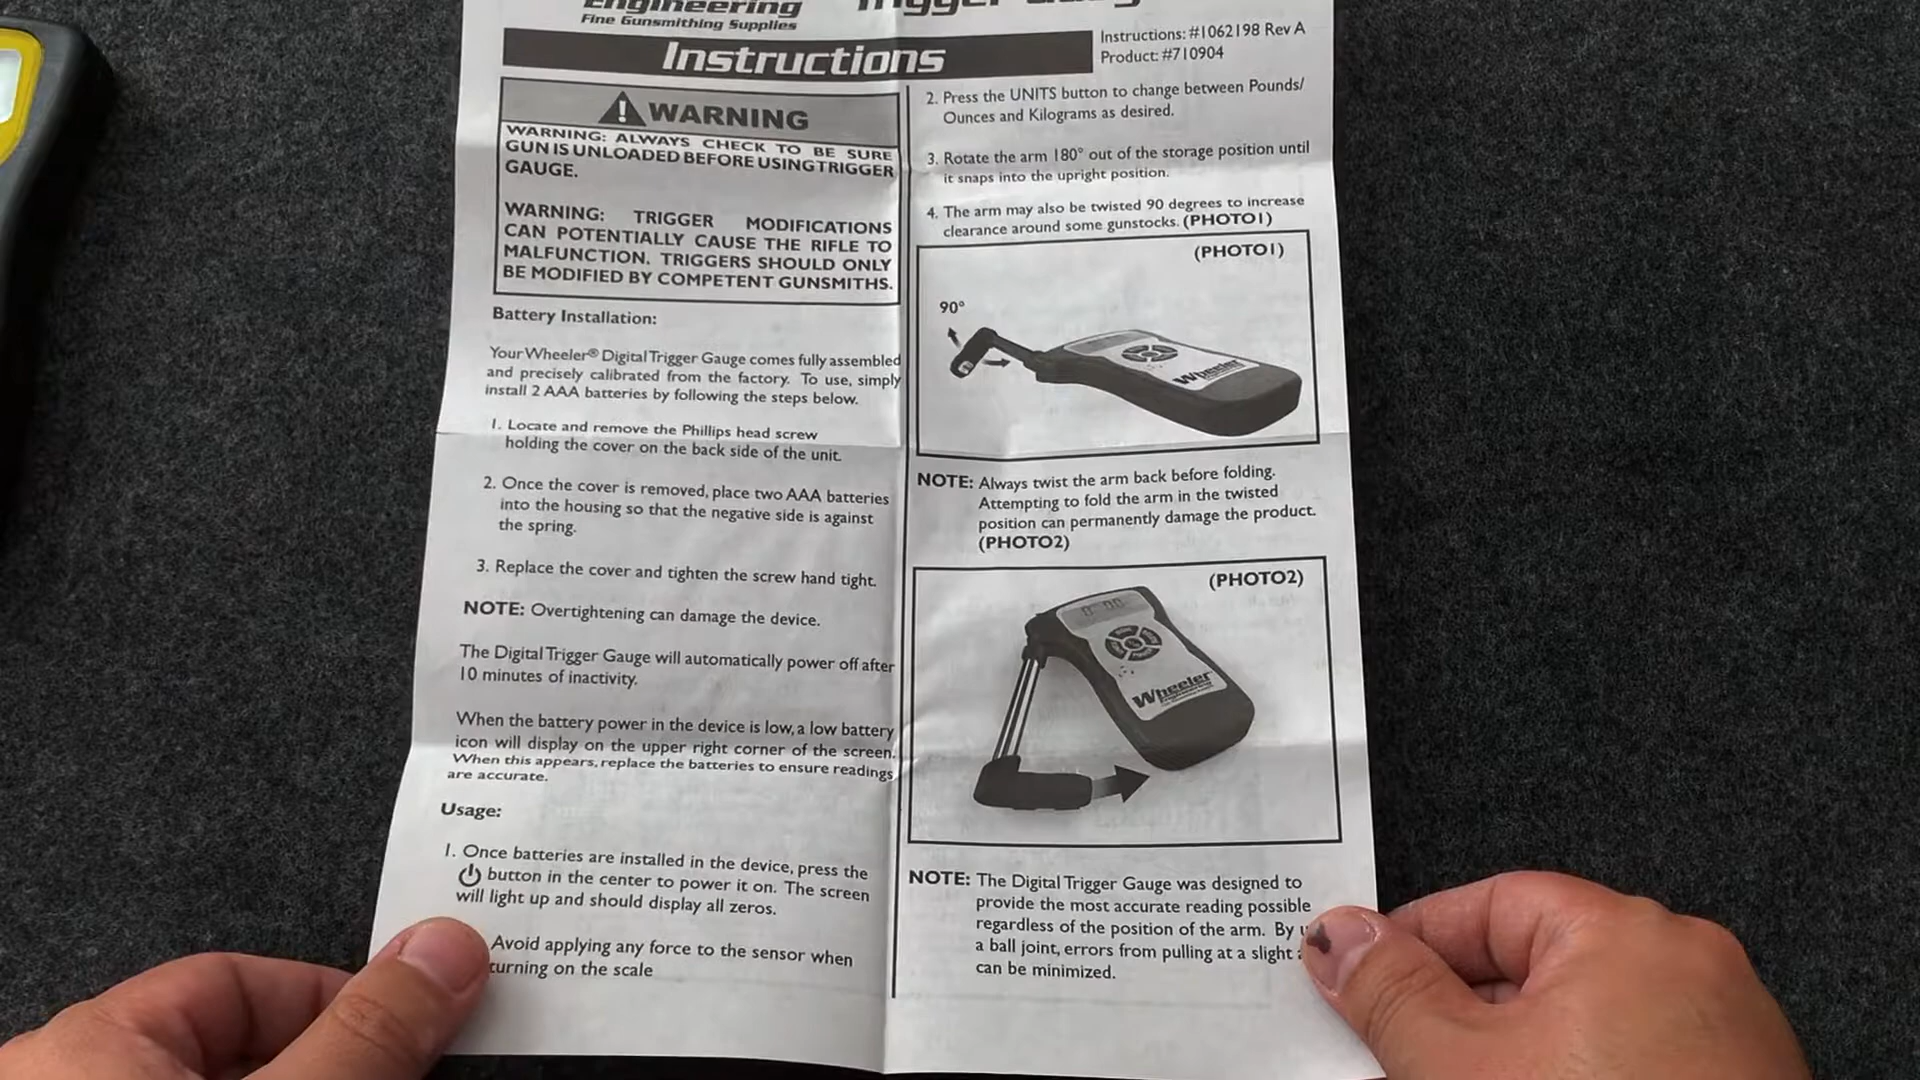 Engineering
Fine Gunsmithing Supplies
Trigger
Instructions
Instructions: #1062198 Rev A
Product: #710904
WARNING
WARNING: ALWAYS CHECK TO BE SURE
GUN IS UNLOADED BEFORE USING TRIGGER
GAUGE.
WARNING: TRIGGER MODIFICATIONS
CAN POTENTIALLY CAUSE THE RIFLE TO
MALFUNCTION. TRIGGERS SHOULD ONLY
BE MODIFIED BY COMPETENT GUNSMITHS.
Battery Installation:
Your Wheeler® Digital Trigger Gauge comes fully assembled
and precisely calibrated from the factory. To use, simply
install 2 AAA batteries by following the steps below.
1. Locate and remove the Phillips head screw
holding the cover on the back side of the unit.
2. Once the cover is removed, place two AAA batteries
into the housing so that the negative side is against
the spring.
3. Replace the cover and tighten the screw hand tight.
NOTE: Overtightening can damage the device.
The Digital Trigger Gauge will automatically power off after
10 minutes of inactivity.
When the battery power in the device is low, a low battery
icon will display on the upper right corner of the screen.
When this appears, replace the batteries to ensure readings
are accurate.
Usage:
1. Once batteries are installed in the device, press the
button in the center to power it on. The screen
will light up and should display all zeros.
Avoid applying any force to the sensor when
turning on the scale
2. Press the UNITS button to change between Pounds/
Ounces and Kilograms as desired.
3. Rotate the arm 180° out of the storage position until
it snaps into the upright position.
4. The arm may also be twisted 90 degrees to increase
clearance around some gunstocks. (PHOTO1)
(PHOTO1)
90°
Wheeler
NOTE: Always twist the arm back before folding.
Attempting to fold the arm in the twisted
position can permanently damage the product.
(PHOTO2)
(PHOTO2)
Wheeler
NOTE: The Digital Trigger Gauge was designed to
provide the most accurate reading possible
regardless of the position of the arm. By
a ball joint, errors from pulling at a slight
can be minimized.